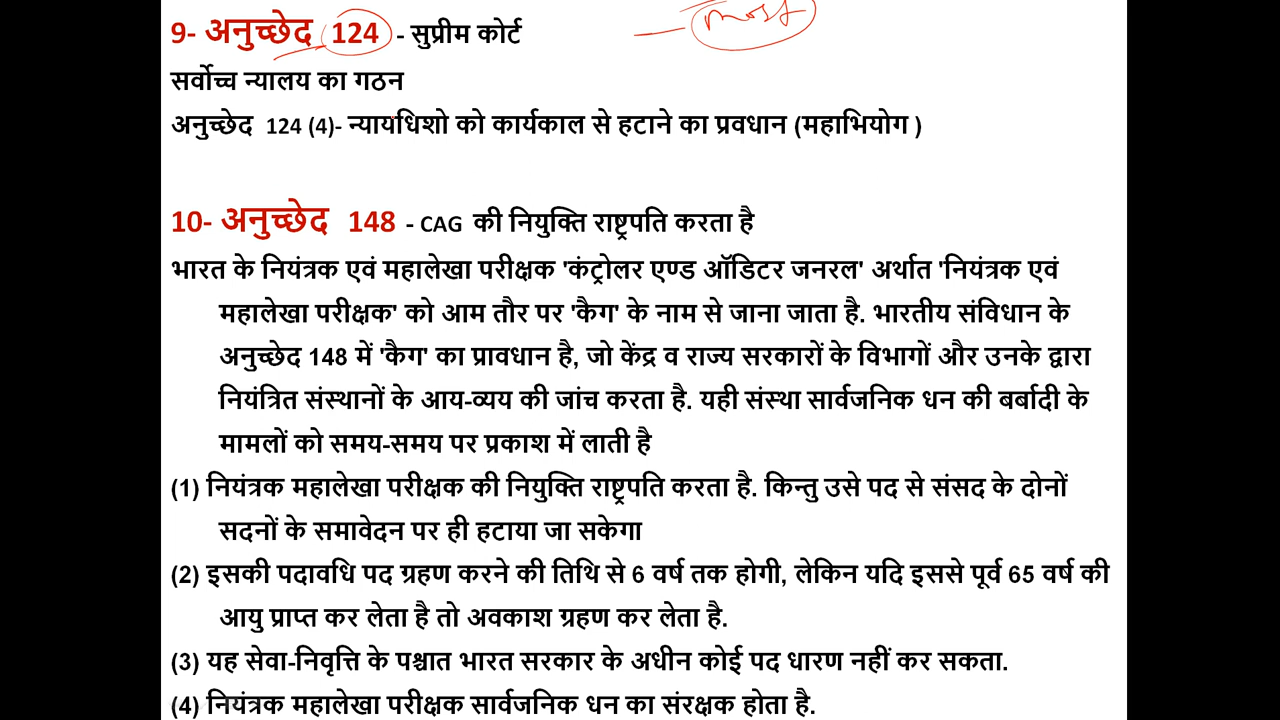 most
9- अनुच्छेद 124 - सुप्रीम कोर्ट
सर्वोच्च न्यालय का गठन
अनुच्छेद 124 (4)- न्यायधिशो को कार्यकाल से हटाने का प्रवधान (महाभियोग )
10- अनुच्छेद 148 - CAG की नियुक्ति राष्ट्रपति करता है
भारत के नियंत्रक एवं महालेखा परीक्षक 'कंट्रोलर एण्ड ऑडिटर जनरल' अर्थात 'नियंत्रक एवं
महालेखा परीक्षक' को आम तौर पर 'कैग' के नाम से जाना जाता है. भारतीय संविधान के
अनुच्छेद 148 में 'कैग' का प्रावधान है, जो केंद्र व राज्य सरकारों के विभागों और उनके द्वारा
नियंत्रित संस्थानों के आय-व्यय की जांच करता है. यही संस्था सार्वजनिक धन की बर्बादी के
मामलों को समय-समय पर प्रकाश में लाती है
(1) नियंत्रक महालेखा परीक्षक की नियुक्ति राष्ट्रपति करता है. किन्तु उसे पद से संसद के दोनों
सदनों के समावेदन पर ही हटाया जा सकेगा
(2) इसकी पदावधि पद ग्रहण करने की तिथि से 6 वर्ष तक होगी, लेकिन यदि इससे पूर्व 65 वर्ष की
आयु प्राप्त कर लेता है तो अवकाश ग्रहण कर लेता है.
(3) यह सेवा-निवृत्ति के पश्चात भारत सरकार के अधीन कोई पद धारण नहीं कर सकता.
(4) नियंत्रक महालेखा परीक्षक सार्वजनिक धन का संरक्षक होता है.